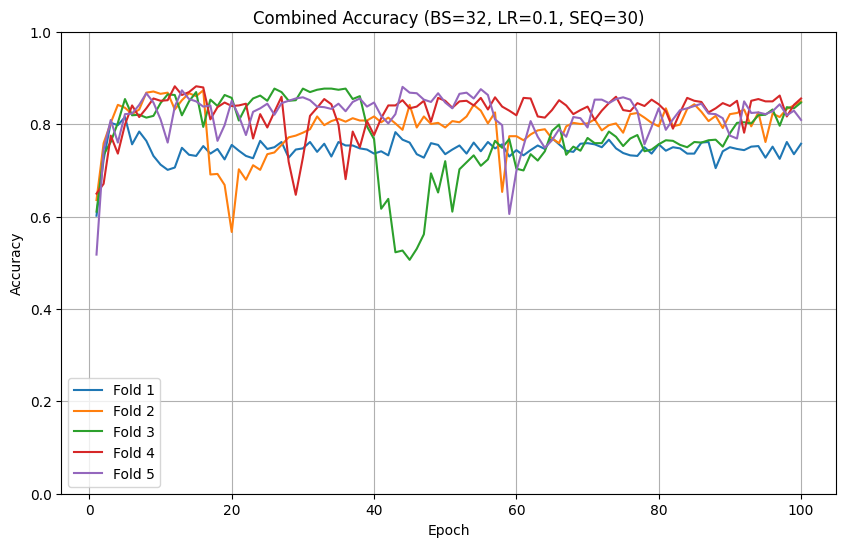 Combined Accuracy (BS=32, LR=0.1, SEQ=30)
1.0
0.8
0.6
0.4
0.2
0.0
Accuracy
Fold 1
Fold 2
Fold 3
Fold 4
Fold 5
0 20 40 60 80 100
Epoch